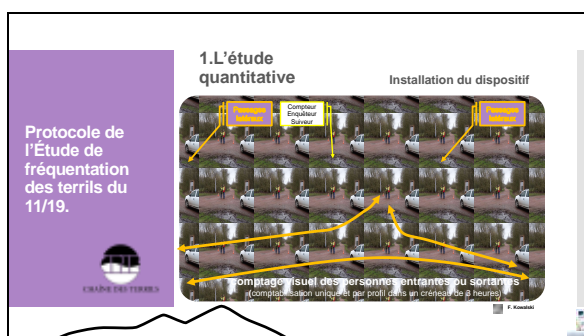 1.L’étude
quantitative
Installation du dispositif
Passages
latéraux
Compteur
Enquêteur
Suiveur
Passages
latéraux
Protocole de
l’Étude de
fréquentation
des terrils du
11/19.
CHAÎNE DES TERRILS
Comptage visuel des personnes entrantes ou sortantes
(comptabilisation unique et par profil dans un créneau de 3 heures)
F. Kowalski